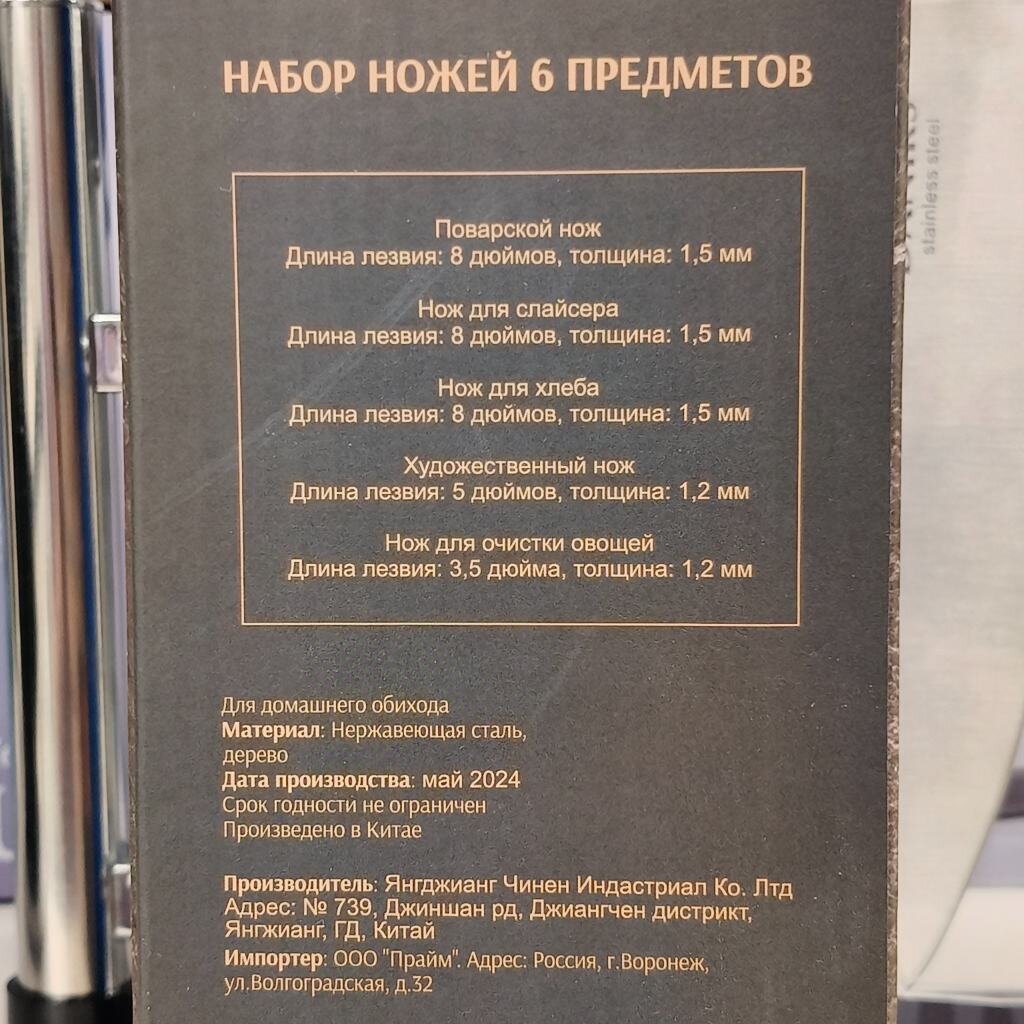 НАБОР НОЖЕЙ 6 ПРЕДМЕТОВ
Поварской нож
Длина лезвия: 8 дюймов, толщина: 1,5 мм
Нож для слайсера
Длина лезвия: 8 дюймов, толщина: 1,5 мм
Нож для хлеба
Длина лезвия: 8 дюймов, толщина: 1,5 мм
Художественный нож
Длина лезвия: 5 дюймов, толщина: 1,2 мм
Нож для очистки овощей
Длина лезвия: 3,5 дюйма, толщина: 1,2 мм
Для домашнего обихода
Материал: Нержавеющая сталь,
дерево
Дата производства: май 2024
Срок годности не ограничен
Произведено в Китае
Производитель: Янгджианг Чинен Индастриал Ко. Лтд
Адрес: № 739, Джиншан рд, Джиангчен дистрикт,
Янгжианг, ГД, Китай
Импортер: ООО "Прайм". Адрес: Россия, г.Воронеж,
ул.Волгоградская, д.32
stainless steel